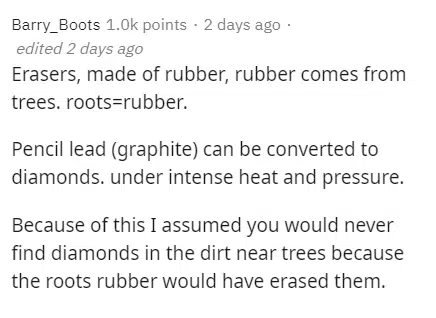 Barry_Boots 1.0k points · 2 days ago ·
edited 2 days ago
Erasers, made of rubber, rubber comes from
trees. roots=rubber.
Pencil lead (graphite) can be converted to
diamonds. under intense heat and pressure.
Because of this I assumed you would never
find diamonds in the dirt near trees because
the roots rubber would have erased them.